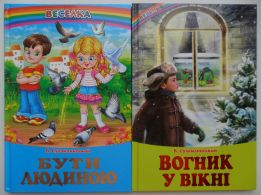 ВЕСЕЛКА
В. Сухомлинський
БУТИ
ЛЮДИНОЮ
В. Сухомлинський
ВОГНИК
У ВІКНІ